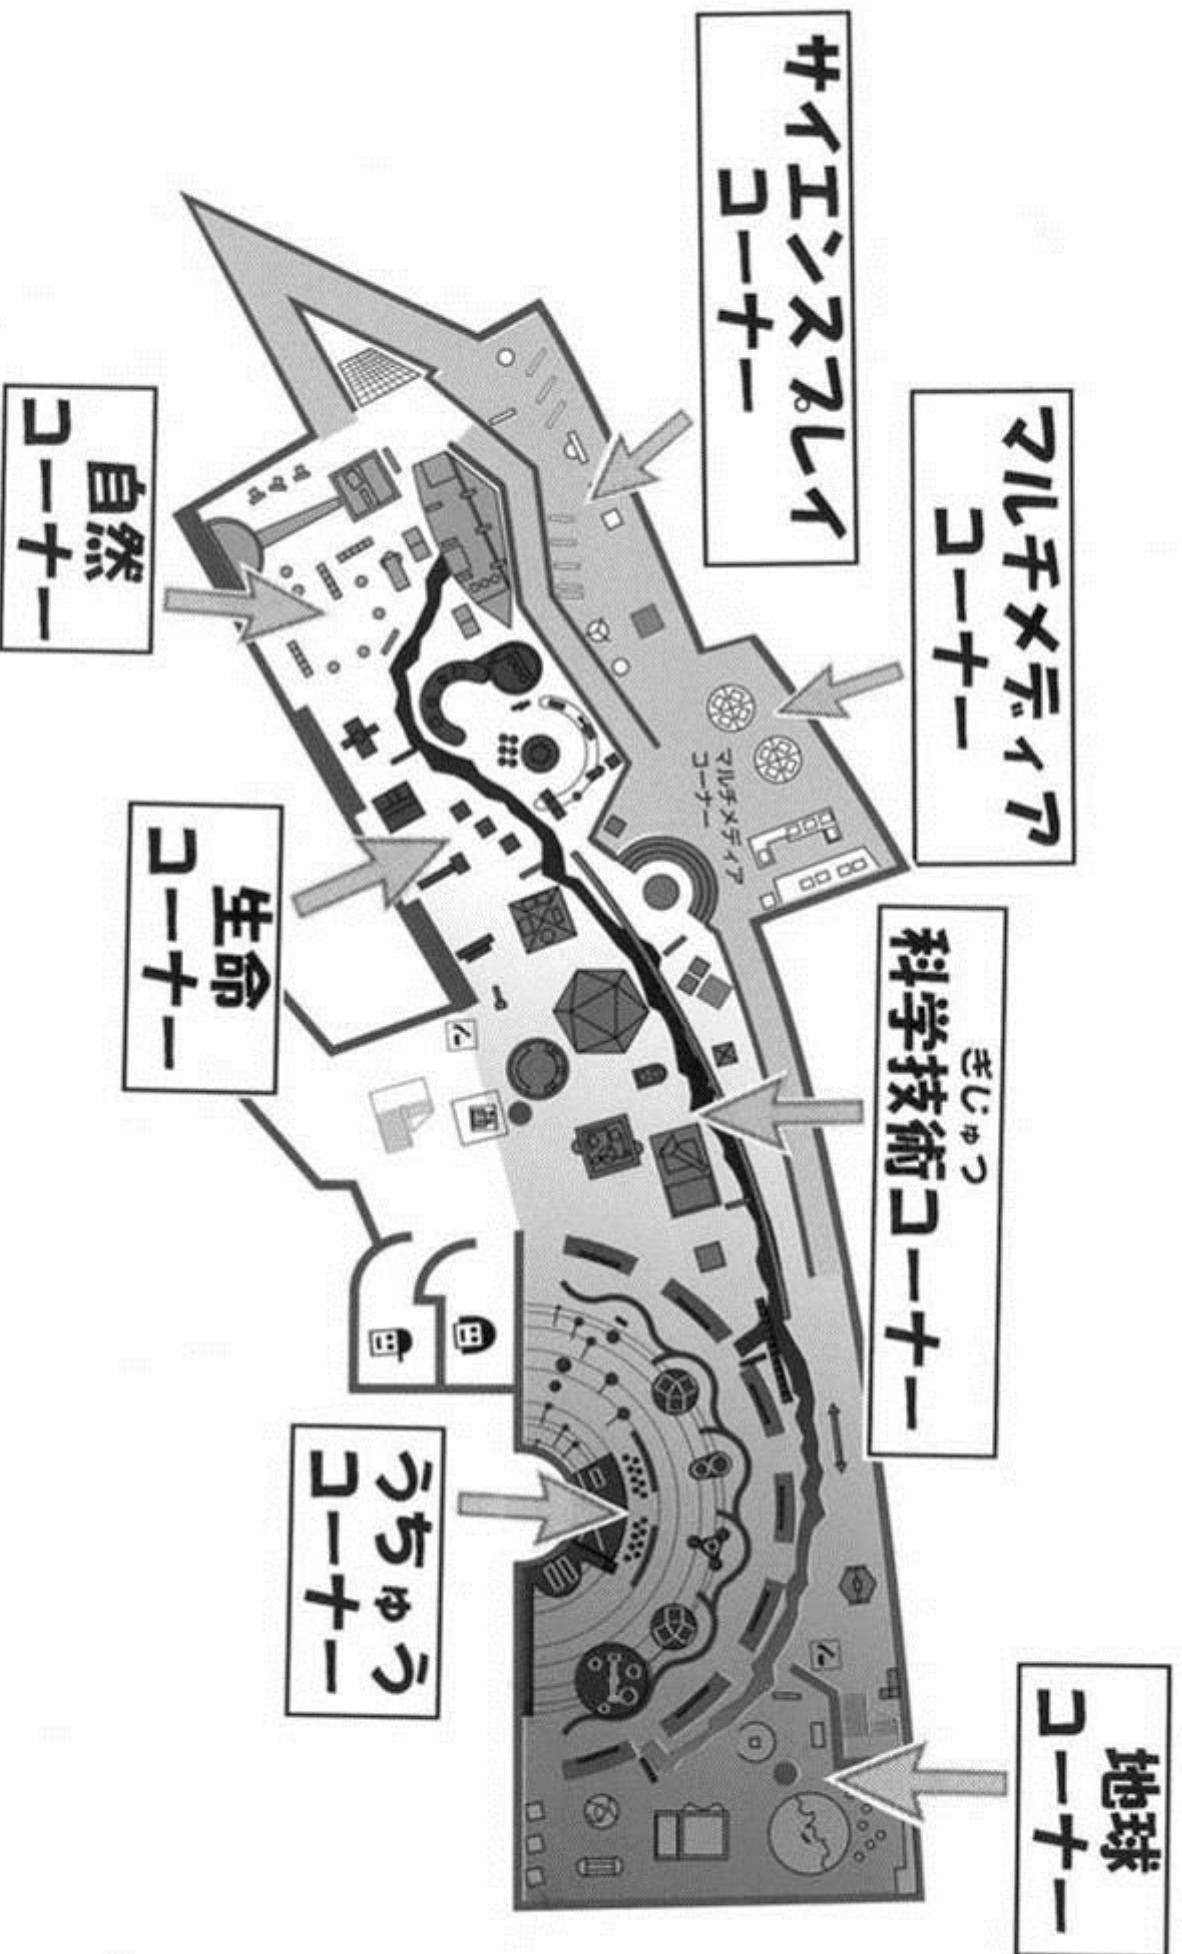 サイエンスプレイ
コーナー
マルチメディア
コーナー
きじゅつ
科学技術コーナー
地球
コーナー
マルチメディア
コーナー
自然
コーナー
生命
コーナー
うちゅう
コーナー